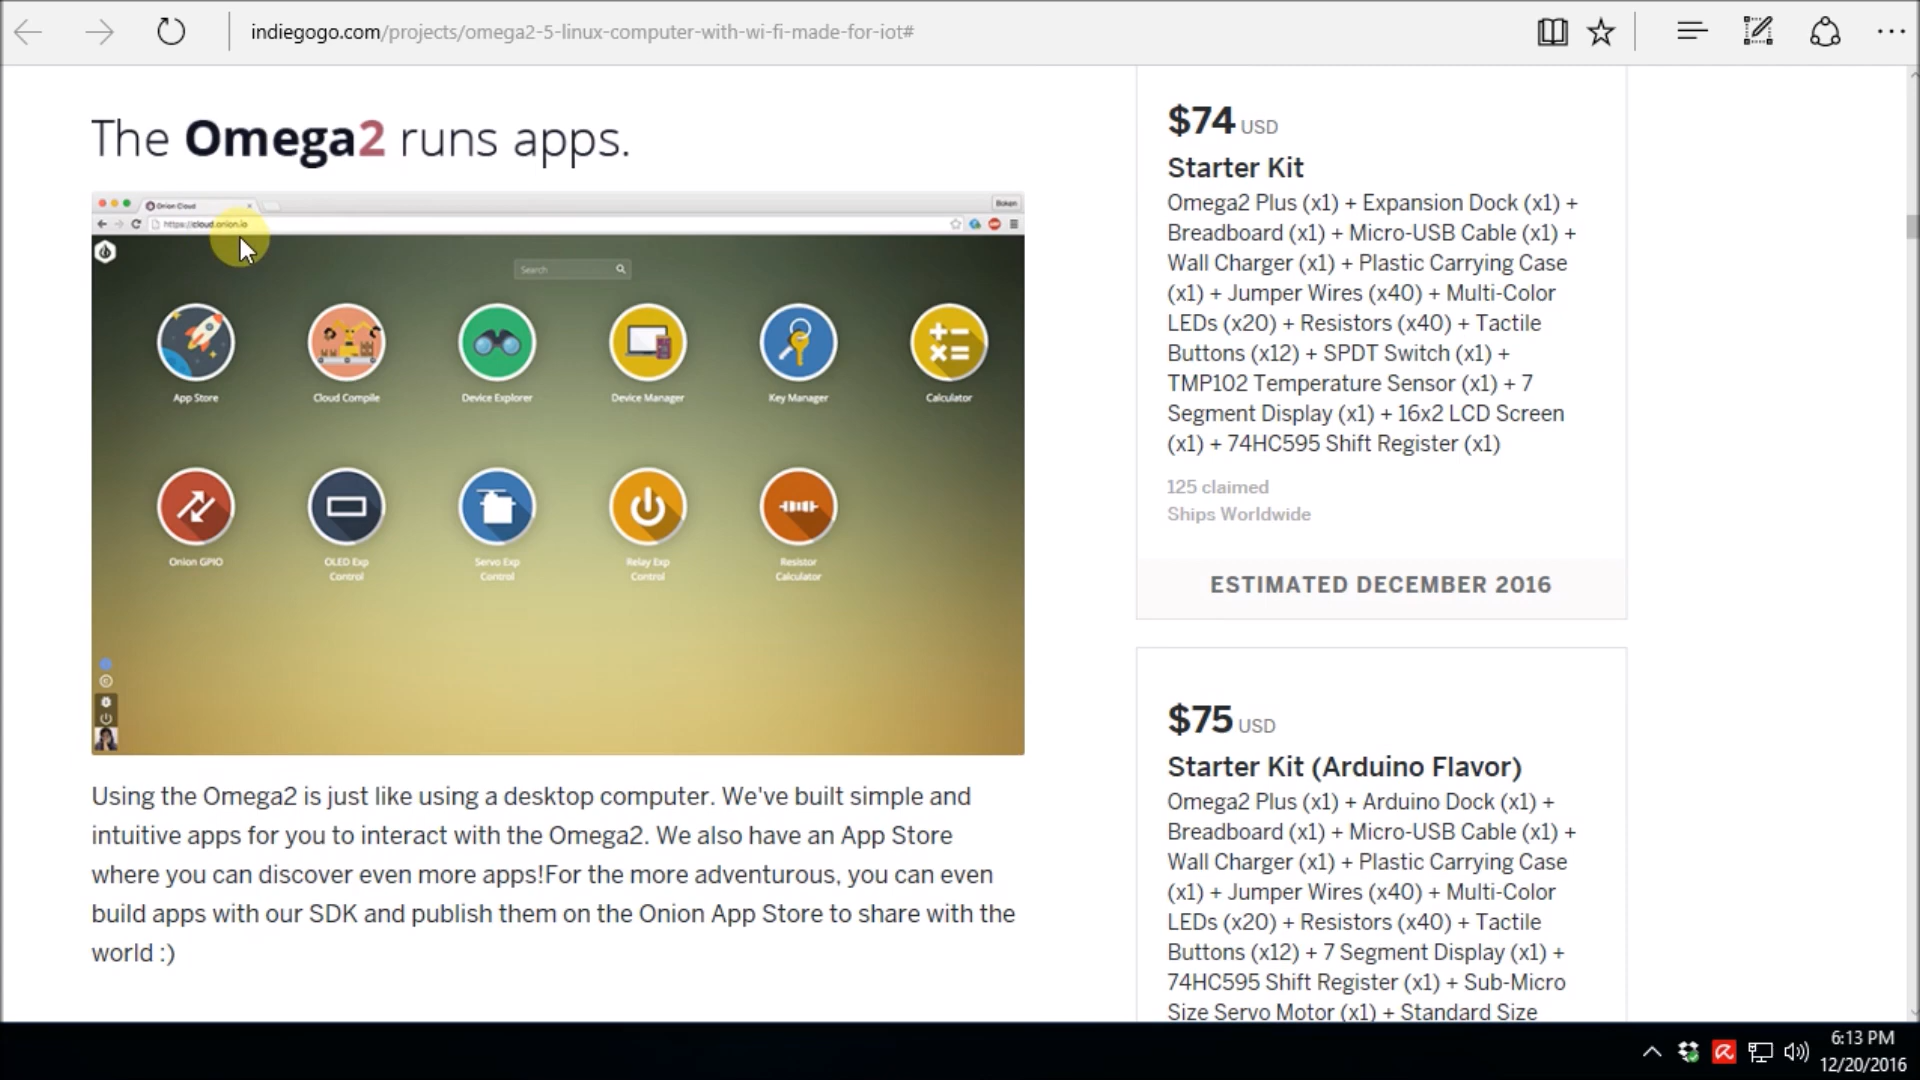 indiegogo.com/projects/omega2-5-linux-computer-with-wi-fi-made-for-iot#
The Omega2 runs apps.
Onion Cloud
Boken
https://cloud.onion.io
Search
App Store
Cloud Compile
Device Explorer
Device Manager
Key Manager
Calculator
Onion GPIO
OLED Exp
Control
Servo Exp
Control
Relay Exp
Control
Resistor
Calculator
Using the Omega2 is just like using a desktop computer. We've built simple and
intuitive apps for you to interact with the Omega2. We also have an App Store
where you can discover even more apps!For the more adventurous, you can even
build apps with our SDK and publish them on the Onion App Store to share with the
world :)
$74 USD
Starter Kit
Omega2 Plus (x1) + Expansion Dock (x1) +
Breadboard (x1) + Micro-USB Cable (x1) +
Wall Charger (x1) + Plastic Carrying Case
(x1) + Jumper Wires (x40) + Multi-Color
LEDs (x20) + Resistors (x40) + Tactile
Buttons (x12) + SPDT Switch (x1) +
TMP102 Temperature Sensor (x1) + 7
Segment Display (x1) + 16x2 LCD Screen
(x1) + 74HC595 Shift Register (x1)
125 claimed
Ships Worldwide
ESTIMATED DECEMBER 2016
$75 USD
Starter Kit (Arduino Flavor)
Omega2 Plus (x1) + Arduino Dock (x1) +
Breadboard (x1) + Micro-USB Cable (x1) +
Wall Charger (x1) + Plastic Carrying Case
(x1) + Jumper Wires (x40) + Multi-Color
LEDs (x20) + Resistors (x40) + Tactile
Buttons (x12) + 7 Segment Display (x1) +
74HC595 Shift Register (x1) + Sub-Micro
Size Servo Motor (x1) + Standard Size
6:13 PM
12/20/2016